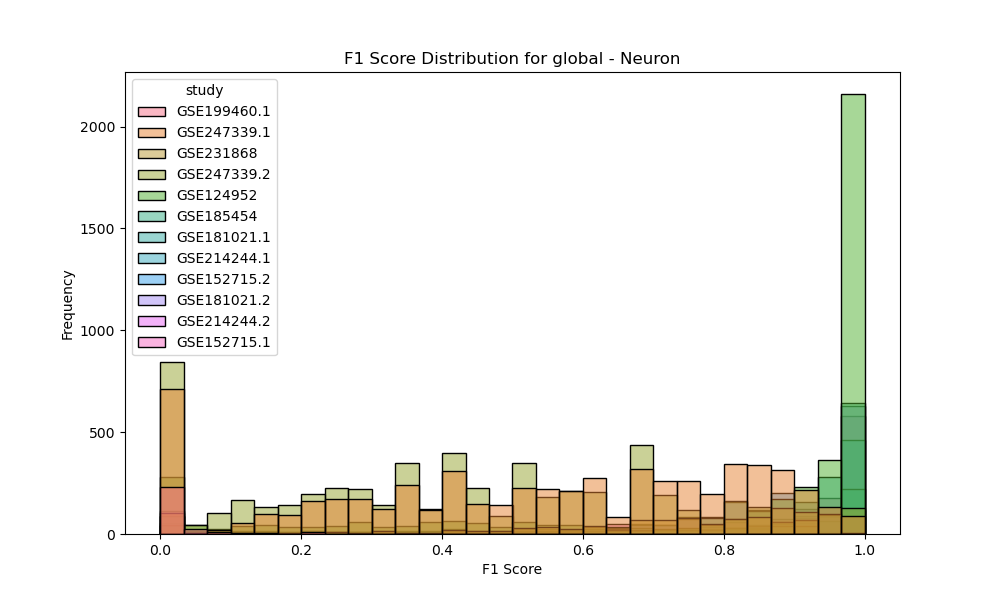 F1 Score Distribution for global - Neuron
study
GSE199460.1
GSE247339.1
GSE231868
GSE247339.2
GSE124952
GSE185454
GSE181021.1
GSE214244.1
GSE152715.2
GSE181021.2
GSE214244.2
GSE152715.1
Frequency
2000
1500
1000
500
0
0.0 0.2 0.4 0.6 0.8 1.0
F1 Score